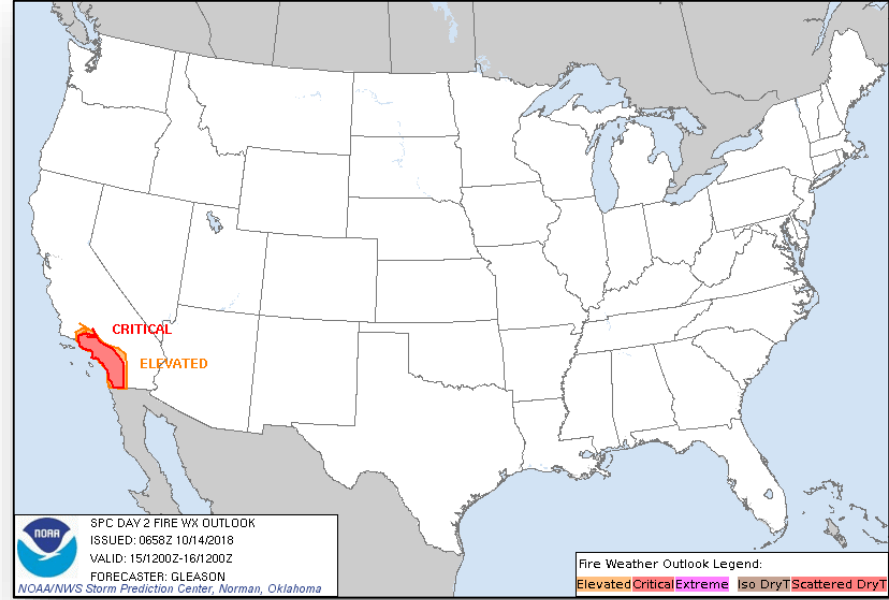 CRITICAL
ELEVATED
NOAA
SPC DAY 2 FIRE WX OUTLOOK
ISSUED: 0658Z 10/14/2018
VALID: 15/1200Z-16/1200Z
FORECASTER: GLEASON
NOAA/NWS Storm Prediction Center, Norman, Oklahoma
Fire Weather Outlook Legend:
Elevated Critical Extreme Iso DryT Scattered DryT